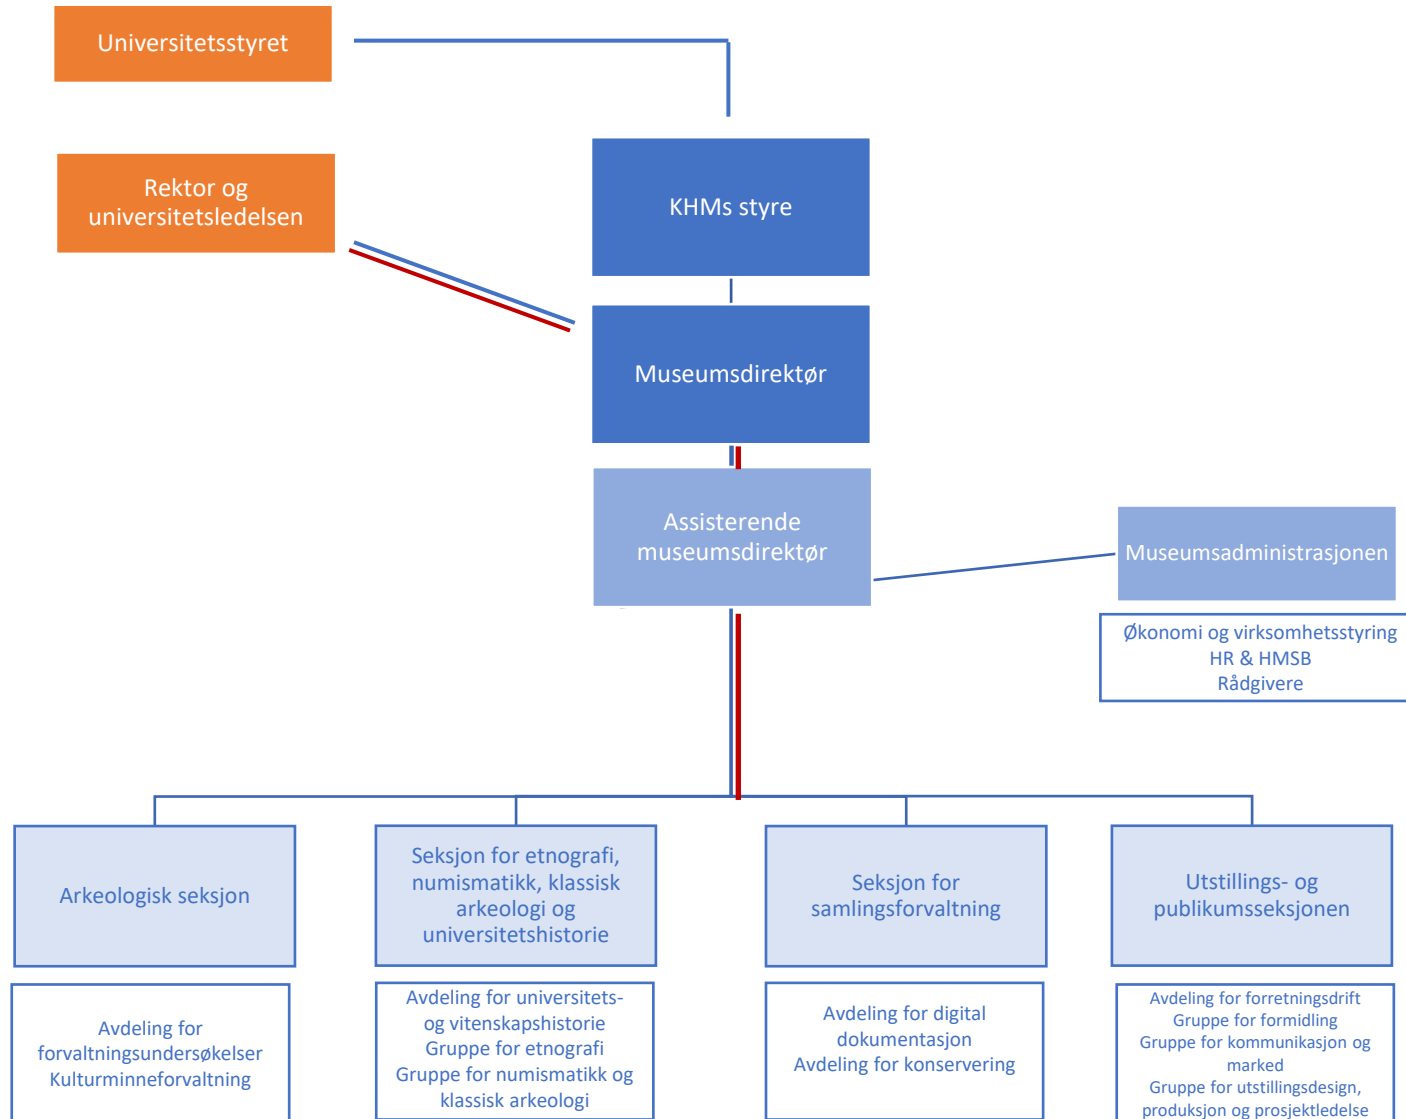 Universitetsstyret
Rektor og
universitetsledelsen
KHMs styre
Museumsdirektør
Assisterende
museumsdirektør
Museumsadministrasjonen
Økonomi og virksomhetsstyring
HR & HMSB
Rådgivere
Arkeologisk seksjon
Seksjon for etnografi,
numismatikk, klassisk
arkeologi og
universitetshistorie
Seksjon for
samlingsforvaltning
Utstillings- og
publikumsseksjonen
Avdeling for
forvaltningsundersøkelser
Kulturminneforvaltning
Avdeling for universitets-
og vitenskapshistorie
Gruppe for etnografi
Gruppe for numismatikk og
klassisk arkeologi
Avdeling for digital
dokumentasjon
Avdeling for konservering
Avdeling for forretningsdrift
Gruppe for formidling
Gruppe for kommunikasjon og
marked
Gruppe for utstillingsdesign,
produksjon og prosjektledelse